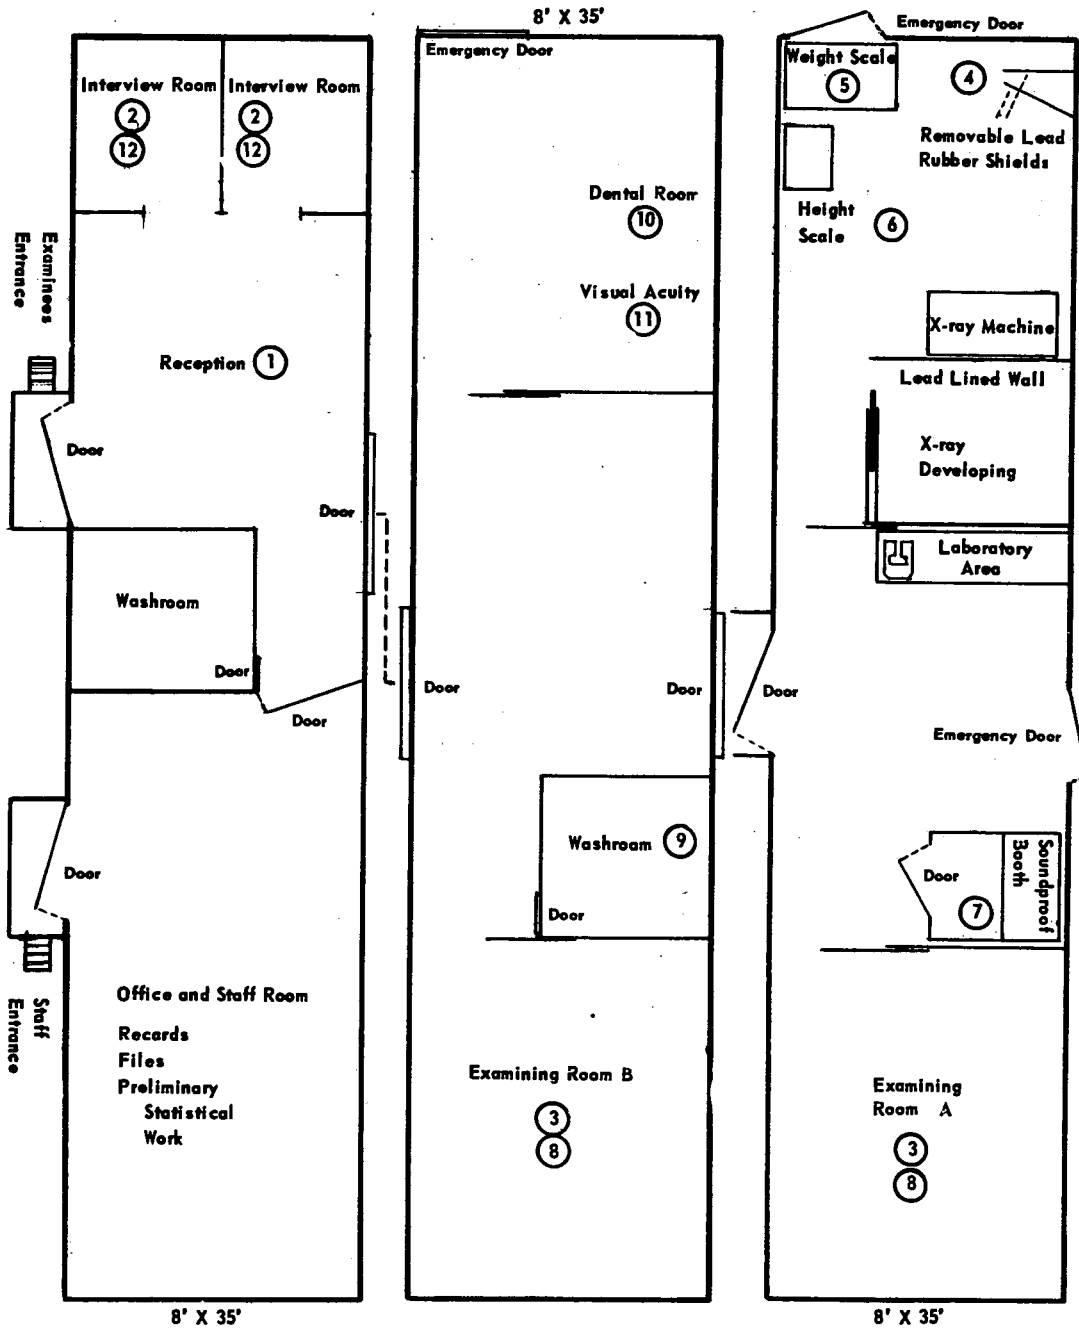 8' X 35'
Interview Room
2
12
Interview Room
2
12
Examinees
Entrance
Reception 1
Door
Door
Washroom
Door
Door
Door
Staff
Entrance
Office and Staff Room
Recards
Files
Preliminary
Statistical
Work
8' X 35'
Emergency Door
Dental Room
10
Visual Acuity
11
Door
Door
Washroam 9
Door
Examining Room B
3
8
Emergency Door
Weight Scale
5
4
Removable Lead
Rubber Shields
Height
Scale
6
X-ray Machine
Lead Lined Wall
X-ray
Developing
Laboratory
Area
Door
Emergency Door
Door
7
Soundproof
Booth
Examining
Room A
3
8
8' X 35'